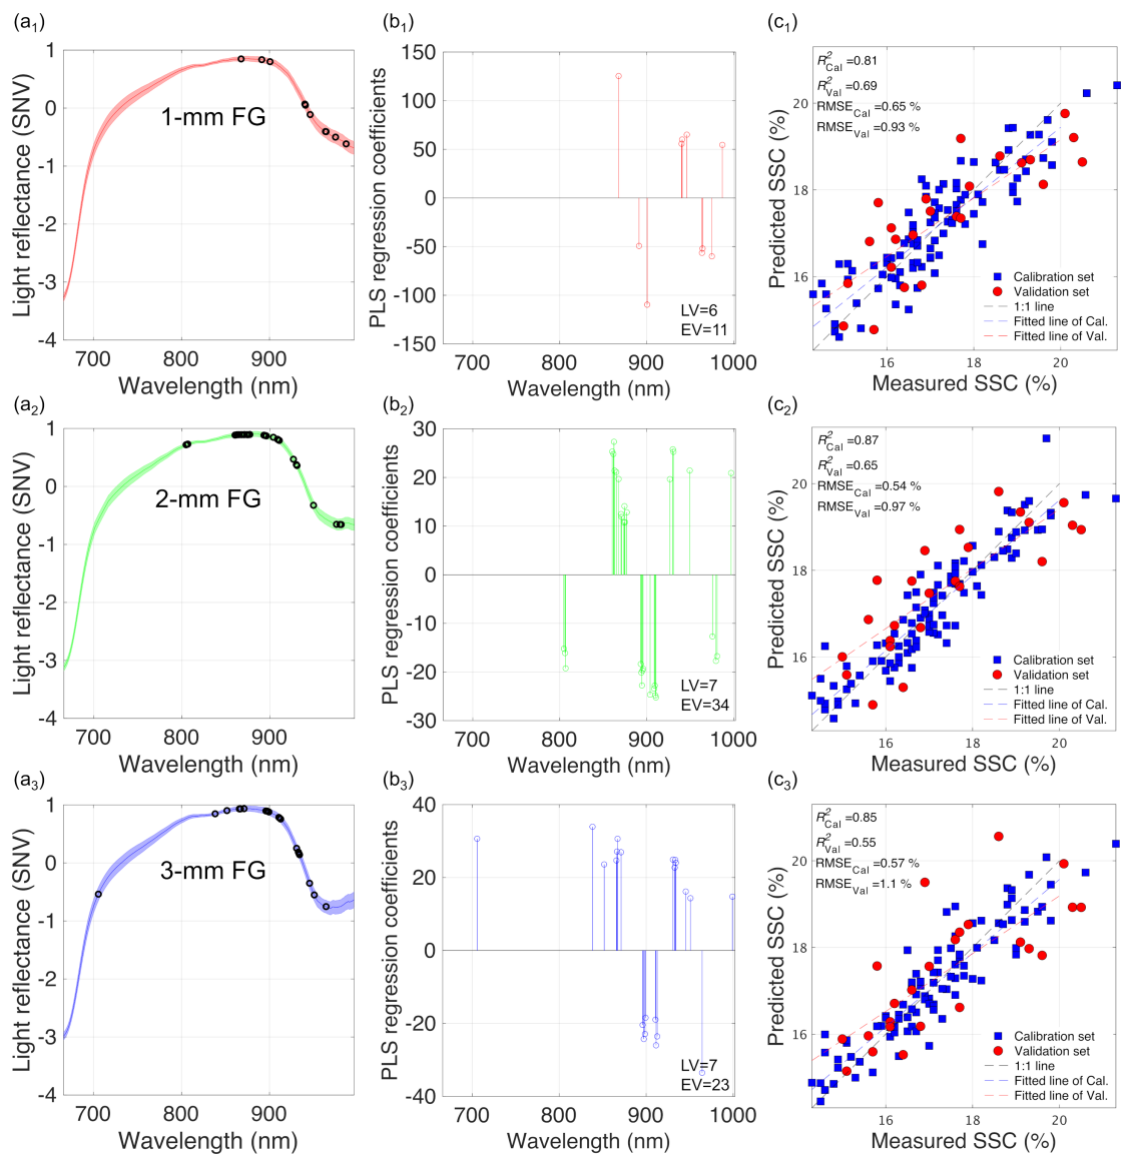 (a1)
Light reflectance (SNV)
1
0
-1
-2
-3
-4
1-mm FG
700
800
900
Wavelength (nm)
(b1)
PLS regression coefficients
150
100
50
0
-50
-100
-150
LV=6
EV=11
700
800
900
1000
Wavelength (nm)
(c1)
Predicted SSC (%)
20
18
16
R²Cal=0.81
R²Val=0.69
RMSECal=0.65 %
RMSEVal=0.93 %
Calibration set
Validation set
1:1 line
Fitted line of Cal.
Fitted line of Val.
16
18
20
Measured SSC (%)
(a2)
Light reflectance (SNV)
1
0
-1
-2
-3
-4
2-mm FG
700
800
900
Wavelength (nm)
(b2)
PLS regression coefficients
30
20
10
0
-10
-20
-30
LV=7
EV=34
700
800
900
1000
Wavelength (nm)
(c2)
Predicted SSC (%)
20
18
16
R²Cal=0.87
R²Val=0.65
RMSECal=0.54 %
RMSEVal=0.97 %
Calibration set
Validation set
1:1 line
Fitted line of Cal.
Fitted line of Val.
16
18
20
Measured SSC (%)
(a3)
Light reflectance (SNV)
1
0
-1
-2
-3
-4
3-mm FG
700
800
900
Wavelength (nm)
(b3)
PLS regression coefficients
40
20
0
-20
-40
LV=7
EV=23
700
800
900
1000
Wavelength (nm)
(c3)
Predicted SSC (%)
20
18
16
R²Cal=0.85
R²Val=0.55
RMSECal=0.57 %
RMSEVal=1.1 %
Calibration set
Validation set
1:1 line
Fitted line of Cal.
Fitted line of Val.
16
18
20
Measured SSC (%)